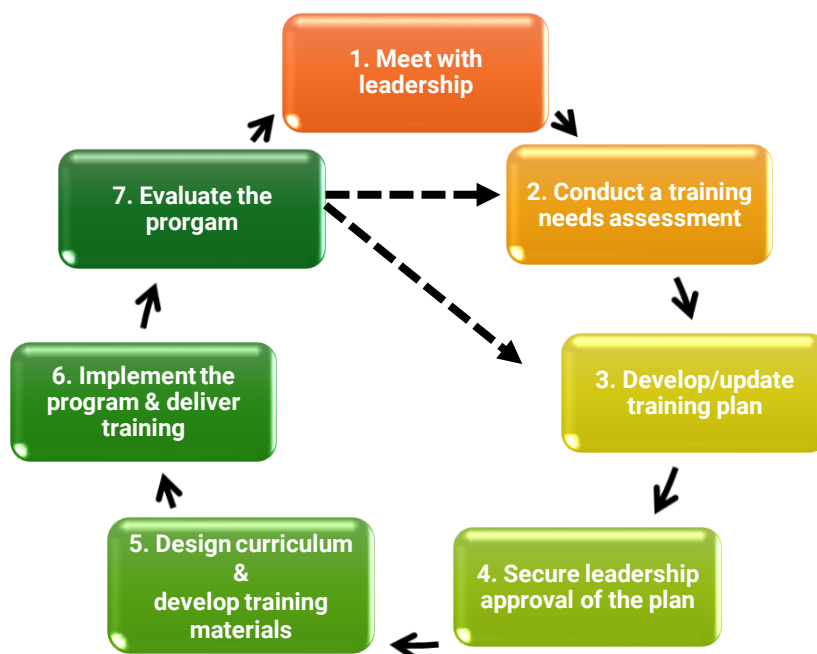 1. Meet with
leadership
2. Conduct a training
needs assessment
3. Develop/update
training plan
4. Secure leadership
approval of the plan
5. Design curriculum
&
develop training
materials
6. Implement the
program & deliver
training
7. Evaluate the
prorgam